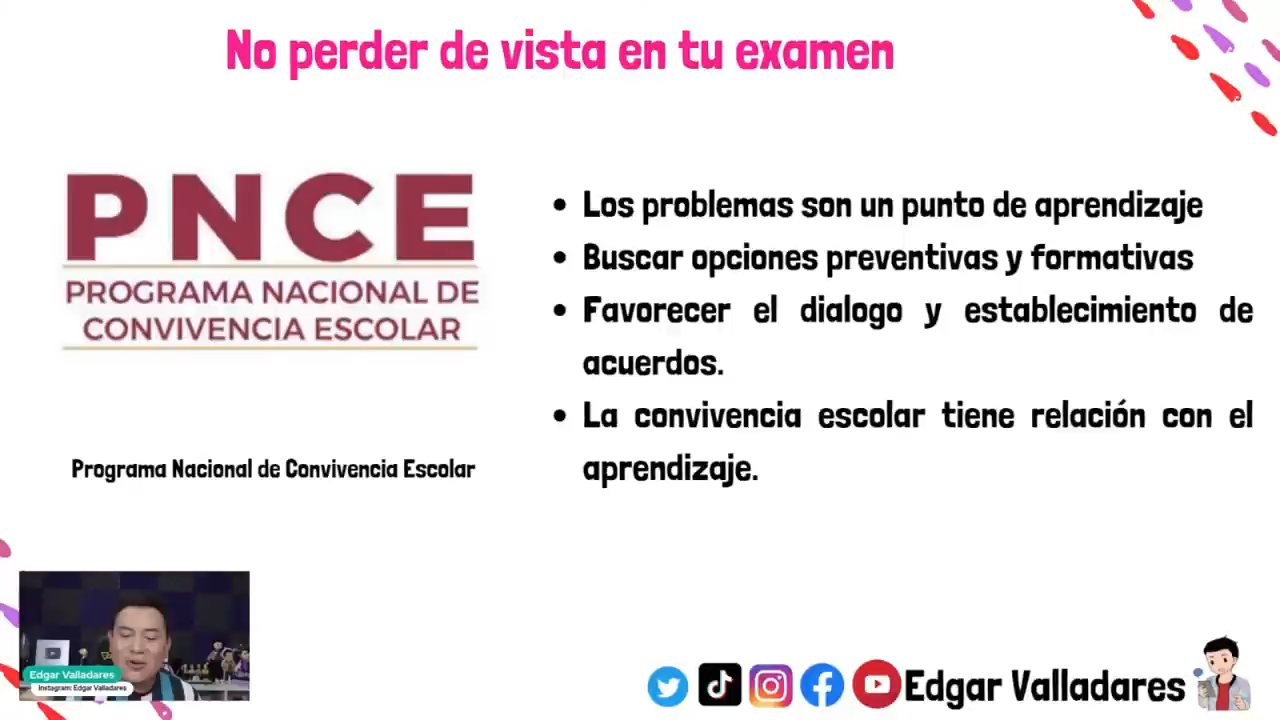 No perder de vista en tu examen
PNCE
PROGRAMA NACIONAL DE
CONVIVENCIA ESCOLAR
Programa Nacional de Convivencia Escolar
• Los problemas son un punto de aprendizaje
• Buscar opciones preventivas y formativas
• Favorecer el dialogo y establecimiento de
acuerdos.
• La convivencia escolar tiene relación con el
aprendizaje.
Edgar Valladares
Instagram: Edgar Valladares
Edgar Valladares